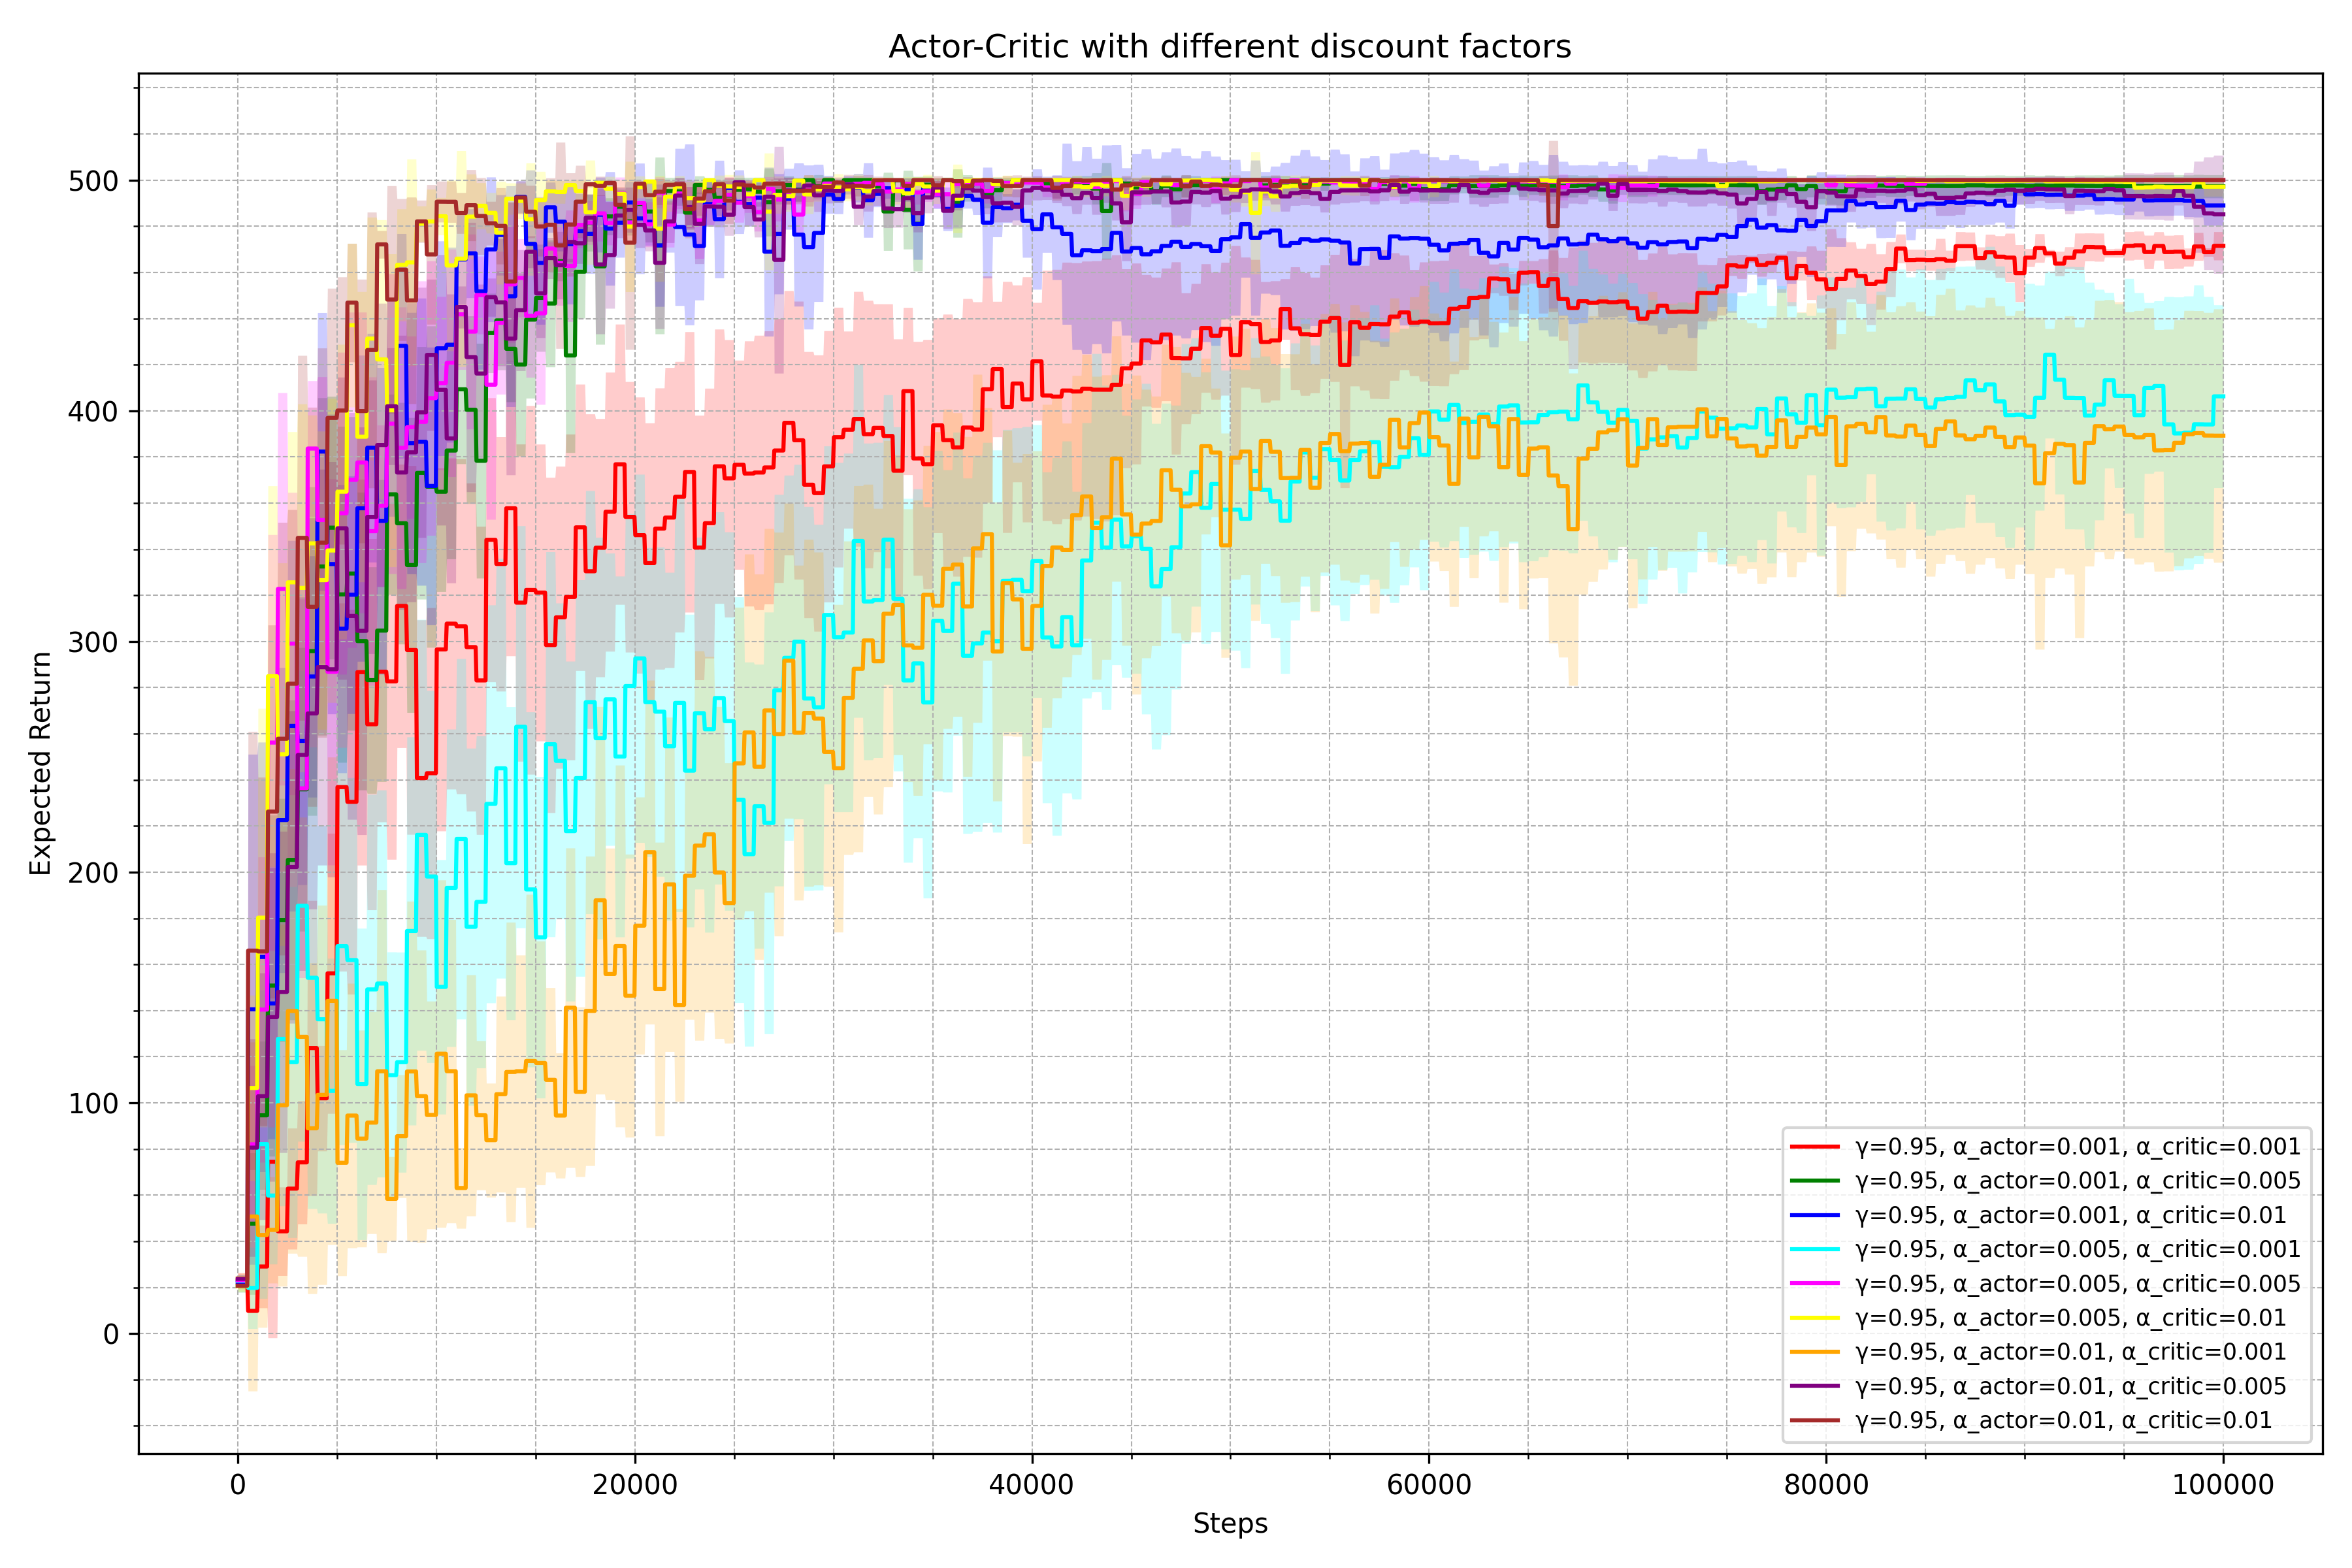 Actor-Critic with different discount factors
Expected Return
500
400
300
200
100
0
0
20000
40000
60000
80000
100000
Steps
γ=0.95, α_actor=0.001, α_critic=0.001
γ=0.95, α_actor=0.001, α_critic=0.005
γ=0.95, α_actor=0.001, α_critic=0.01
γ=0.95, α_actor=0.005, α_critic=0.001
γ=0.95, α_actor=0.005, α_critic=0.005
γ=0.95, α_actor=0.005, α_critic=0.01
γ=0.95, α_actor=0.01, α_critic=0.001
γ=0.95, α_actor=0.01, α_critic=0.005
γ=0.95, α_actor=0.01, α_critic=0.01